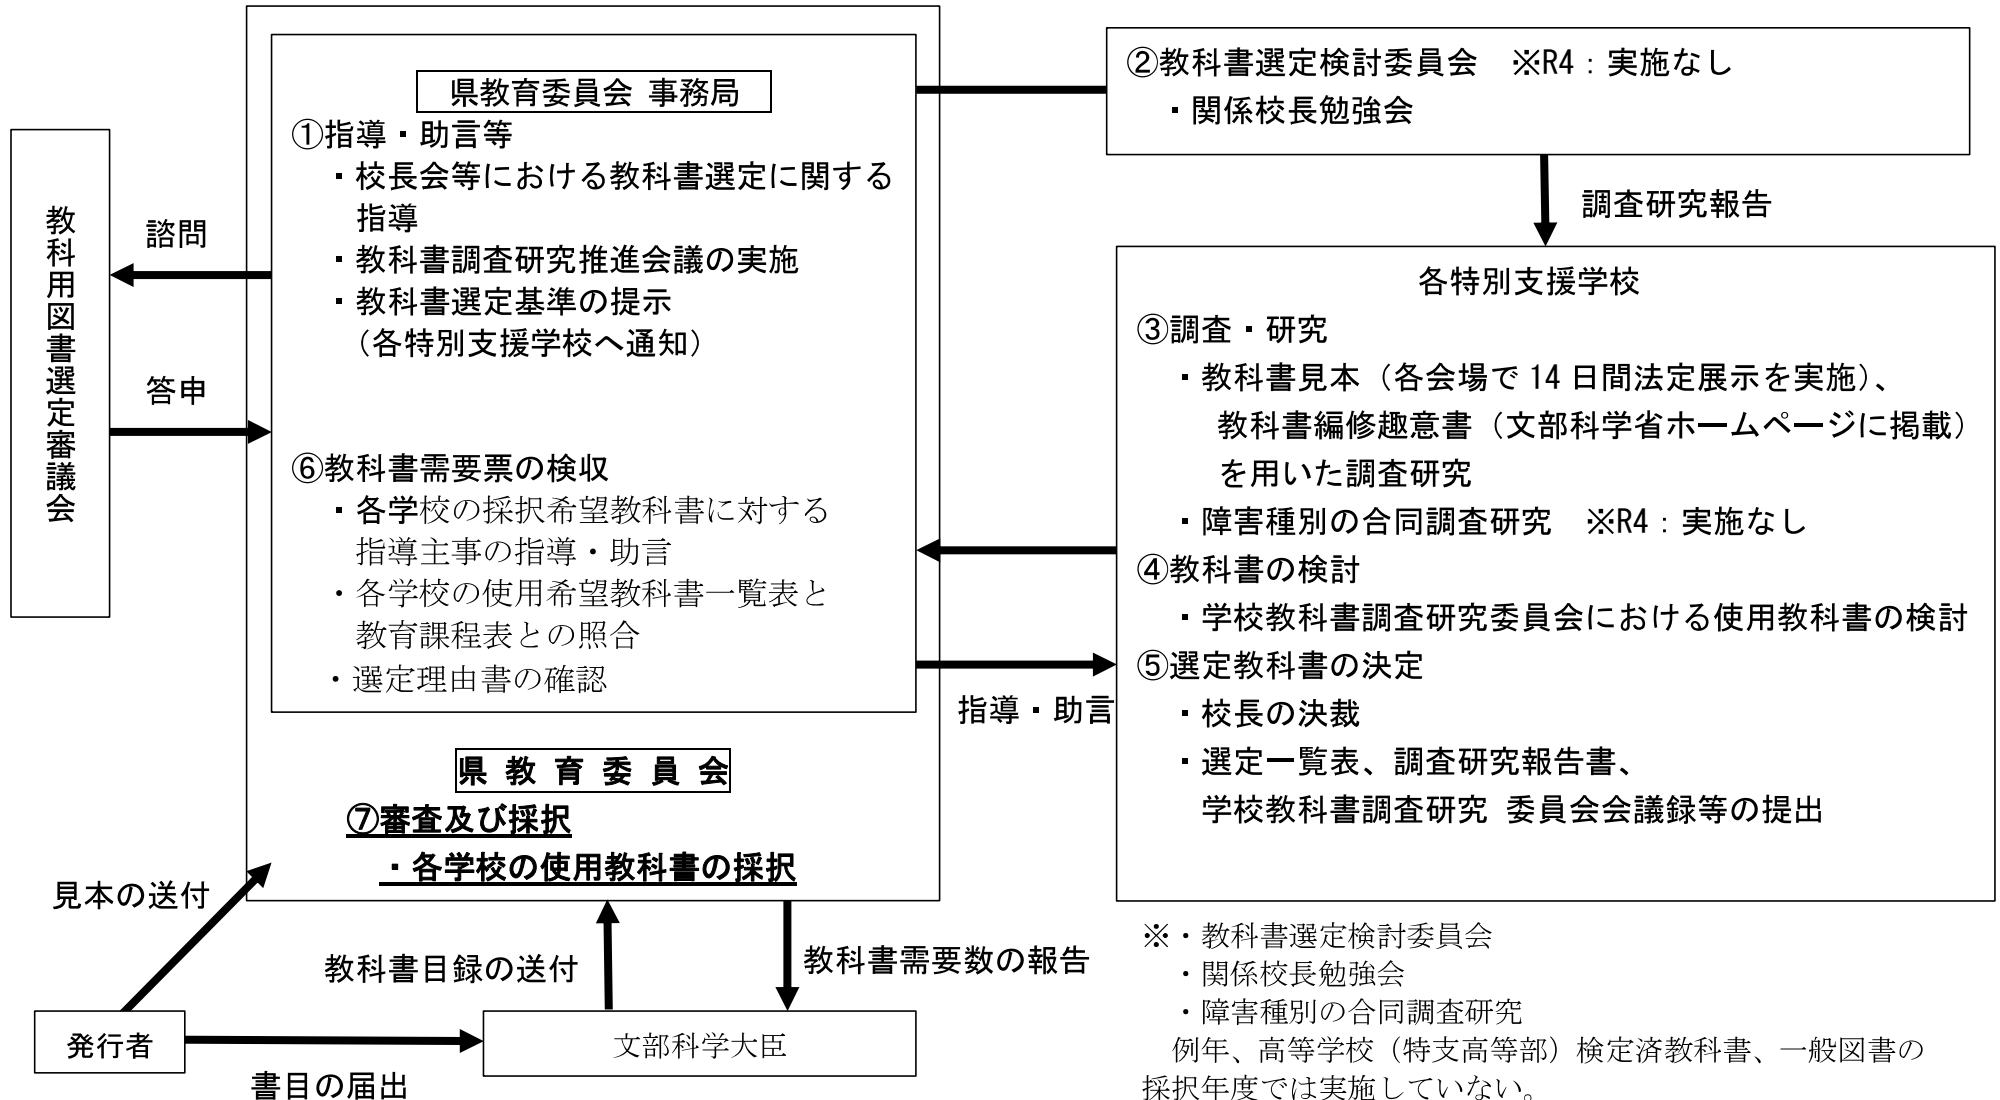 県教育委員会 事務局
①指導・助言等
・校長会等における教科書選定に関する
指導
・教科書調査研究推進会議の実施
・教科書選定基準の提示
（各特別支援学校へ通知）
⑥教科書需要票の検収
・各学校の採択希望教科書に対する
指導主事の指導・助言
・各学校の使用希望教科書一覧表と
教育課程表との照合
・選定理由書の確認
県教育委員会
⑦審査及び採択
・各学校の使用教科書の採択
教科用図書選定審議会
諮問
答申
②教科書選定検討委員会　※R4：実施なし
・関係校長勉強会
調査研究報告
各特別支援学校
③調査・研究
・教科書見本（各会場で 14 日間法定展示を実施）、
教科書編修趣意書（文部科学省ホームページに掲載）
を用いた調査研究
・障害種別の合同調査研究　※R4：実施なし
④教科書の検討
・学校教科書調査研究委員会における使用教科書の検討
⑤選定教科書の決定
・校長の決裁
・選定一覧表、調査研究報告書、
学校教科書調査研究 委員会会議録等の提出
指導・助言
見本の送付
教科書目録の送付
教科書需要数の報告
発行者
文部科学大臣
書目の届出
※・教科書選定検討委員会
・関係校長勉強会
・障害種別の合同調査研究
例年、高等学校（特支高等部）検定済教科書、一般図書の
採択年度では実施していない。